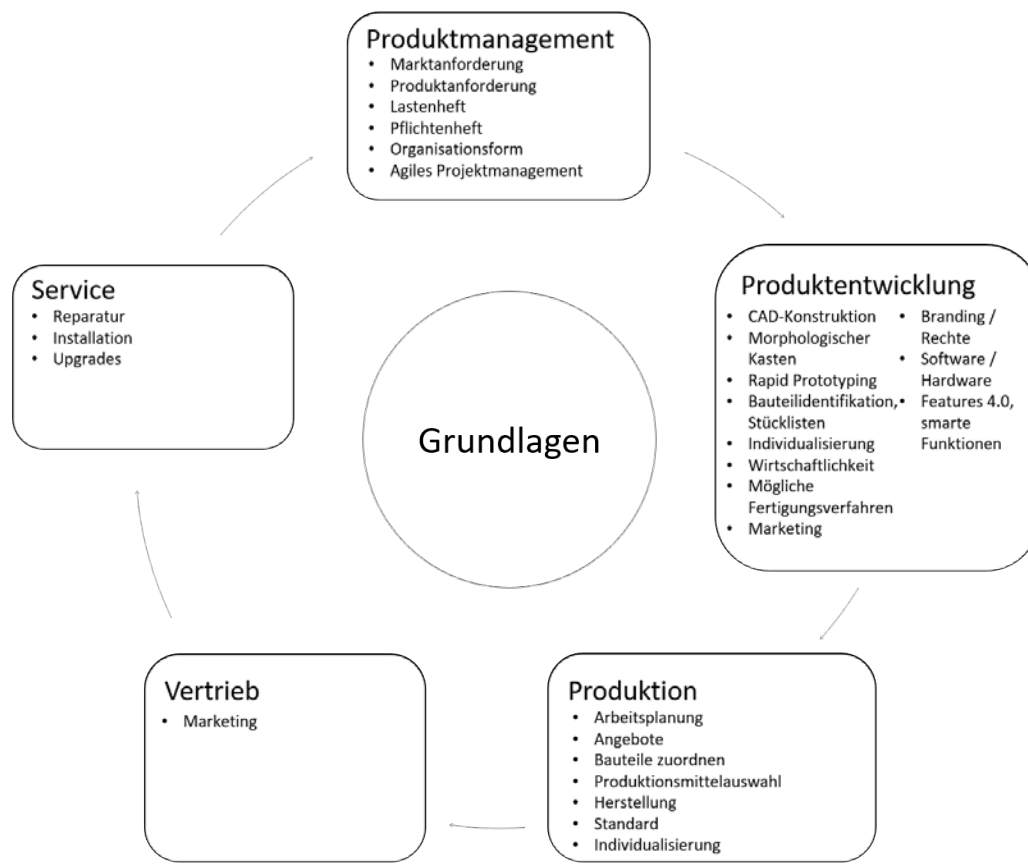 Produktmanagement
• Marktanforderung
• Produktanforderung
• Lastenheft
• Pflichtenheft
• Organisationsform
• Agiles Projektmanagement
Produktentwicklung
• CAD-Konstruktion
• Morphologischer
Kasten
• Rapid Prototyping
• Bauteilidentifikation,
Stücklisten
• Individualisierung
• Wirtschaftlichkeit
• Mögliche
Fertigungsverfahren
• Marketing
• Branding /
Rechte
• Software /
Hardware
• Features 4.0,
smarte
Funktionen
Produktion
• Arbeitsplanung
• Angebote
• Bauteile zuordnen
• Produktionsmittelauswahl
• Herstellung
• Standard
• Individualisierung
Vertrieb
• Marketing
Service
• Reparatur
• Installation
• Upgrades
Grundlagen